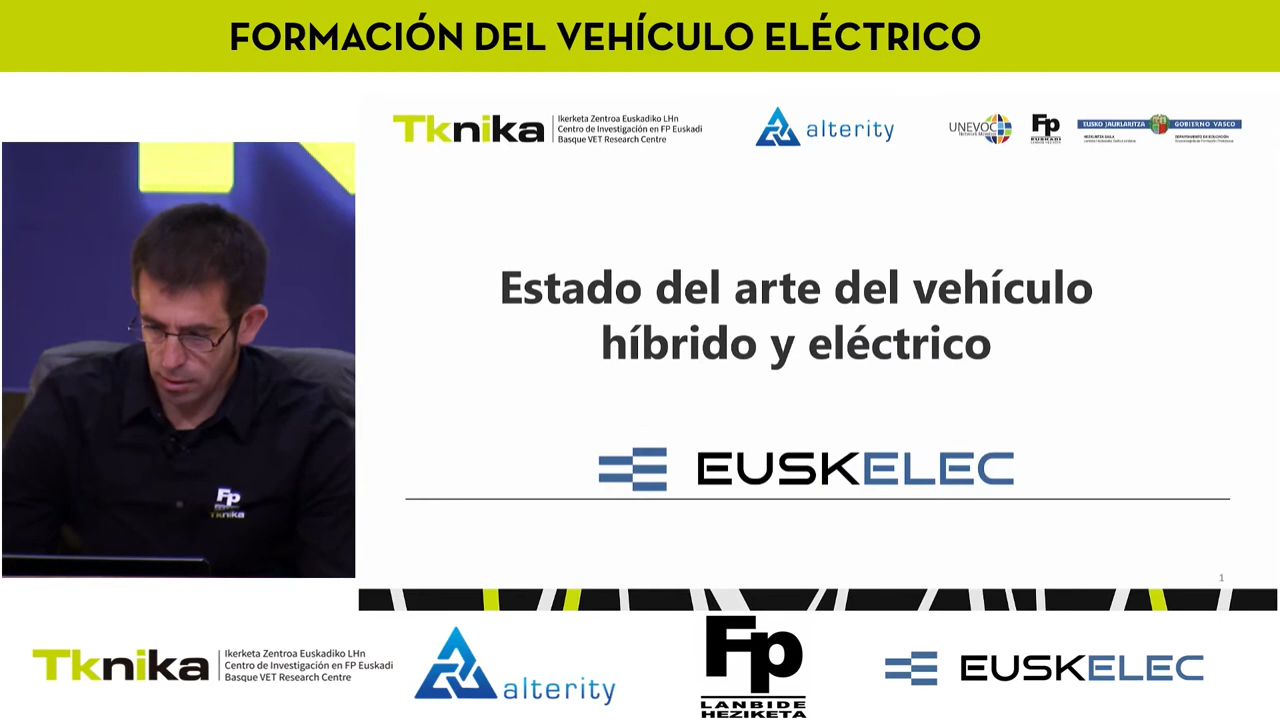 FORMACIÓN DEL VEHÍCULO ELÉCTRICO
Tknika
Ikerketa Zentroa Euskadiko LHn
Centro de Investigación en FP Euskadi
Basque VET Research Centre
alterity
UNEVOC
Fp
EUSKADI
EUSKO JAURLARITZA
GOBIERNO VASCO
Estado del arte del vehículo
híbrido y eléctrico
EUSKELEC
1
Fp
Tknika
Tknika
Ikerketa Zentroa Euskadiko LHn
Centro de Investigación en FP Euskadi
Basque VET Research Centre
alterity
Fp
LANBIDE
HEZIKETA
EUSKELEC